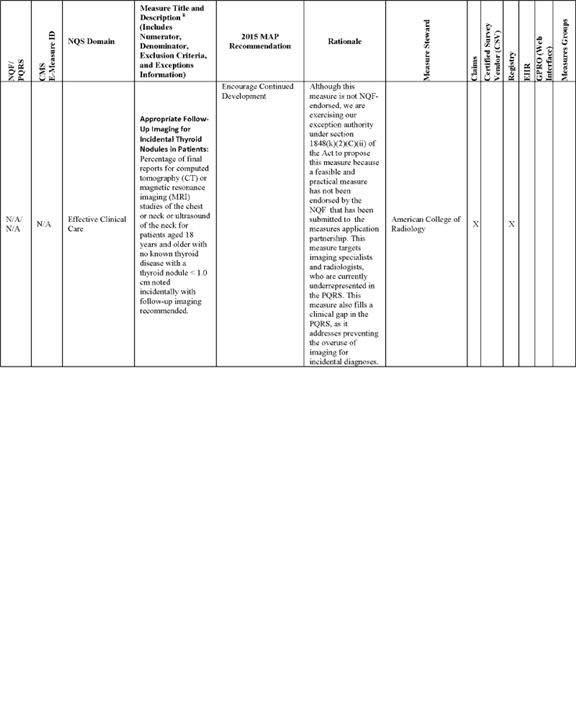 NQF/
PQRS
CMS
E-Measure ID
NQS Domain
Measure Title and
Description ¥
(Includes
Numerator,
Denominator,
Exclusion Criteria,
and Exceptions
Information)
2015 MAP
Recommendation
Rationale
Measure Steward
Claims
Certified Survey
Vendor (CSV)
Registry
EHR
GPRO (Web
Interface)
Measures Groups
N/A/
N/A
N/A
Effective Clinical
Care
Appropriate Follow-
Up Imaging for
Incidental Thyroid
Nodules in Patients:
Percentage of final
reports for computed
tomography (CT) or
magnetic resonance
imaging (MRI)
studies of the chest
or neck or ultrasound
of the neck for
patients aged 18
years and older with
no known thyroid
disease with a
thyroid nodule < 1.0
cm noted
incidentally with
follow-up imaging
recommended.
Encourage Continued
Development
Although this
measure is not NQF-
endorsed, we are
exercising our
exception authority
under section
1848(k)(2)(C)(ii) of
the Act to propose
this measure because
a feasible and
practical measure
has not been
endorsed by the
NQF that has been
submitted to the
measures application
partnership. This
measure targets
imaging specialists
and radiologists,
who are currently
underrepresented in
the PQRS. This
measure also fills a
clinical gap in the
PQRS, as it
addresses preventing
the overuse of
imaging for
incidental diagnoses.
American College of
Radiology
X
X